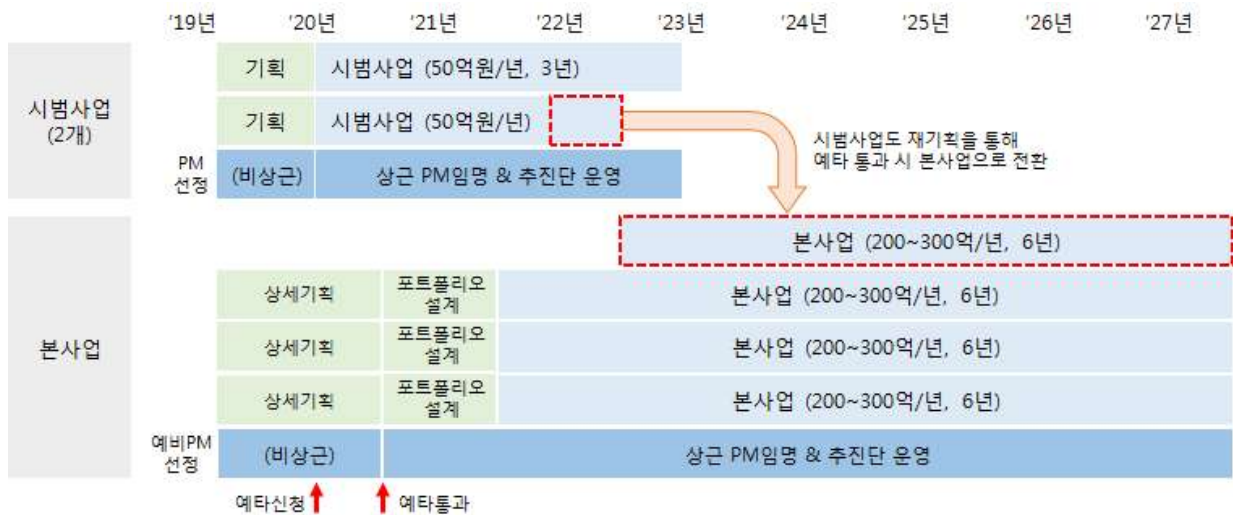 '19년 '20년 '21년 '22년 '23년 '24년 '25년 '26년 '27년
시범사업
(2개)
기획 시범사업 (50억원/년, 3년)
기획 시범사업 (50억원/년)
시범사업도 재기획을 통해
예타 통과 시 본사업으로 전환
PM
선정
(비상근) 상근 PM임명 & 추진단 운영
본사업
본사업 (200~300억/년, 6년)
상세기획 포트폴리오
설계
본사업 (200~300억/년, 6년)
상세기획 포트폴리오
설계
본사업 (200~300억/년, 6년)
상세기획 포트폴리오
설계
본사업 (200~300억/년, 6년)
예비PM
선정
(비상근) 상근 PM임명 & 추진단 운영
예타신청 예타통과